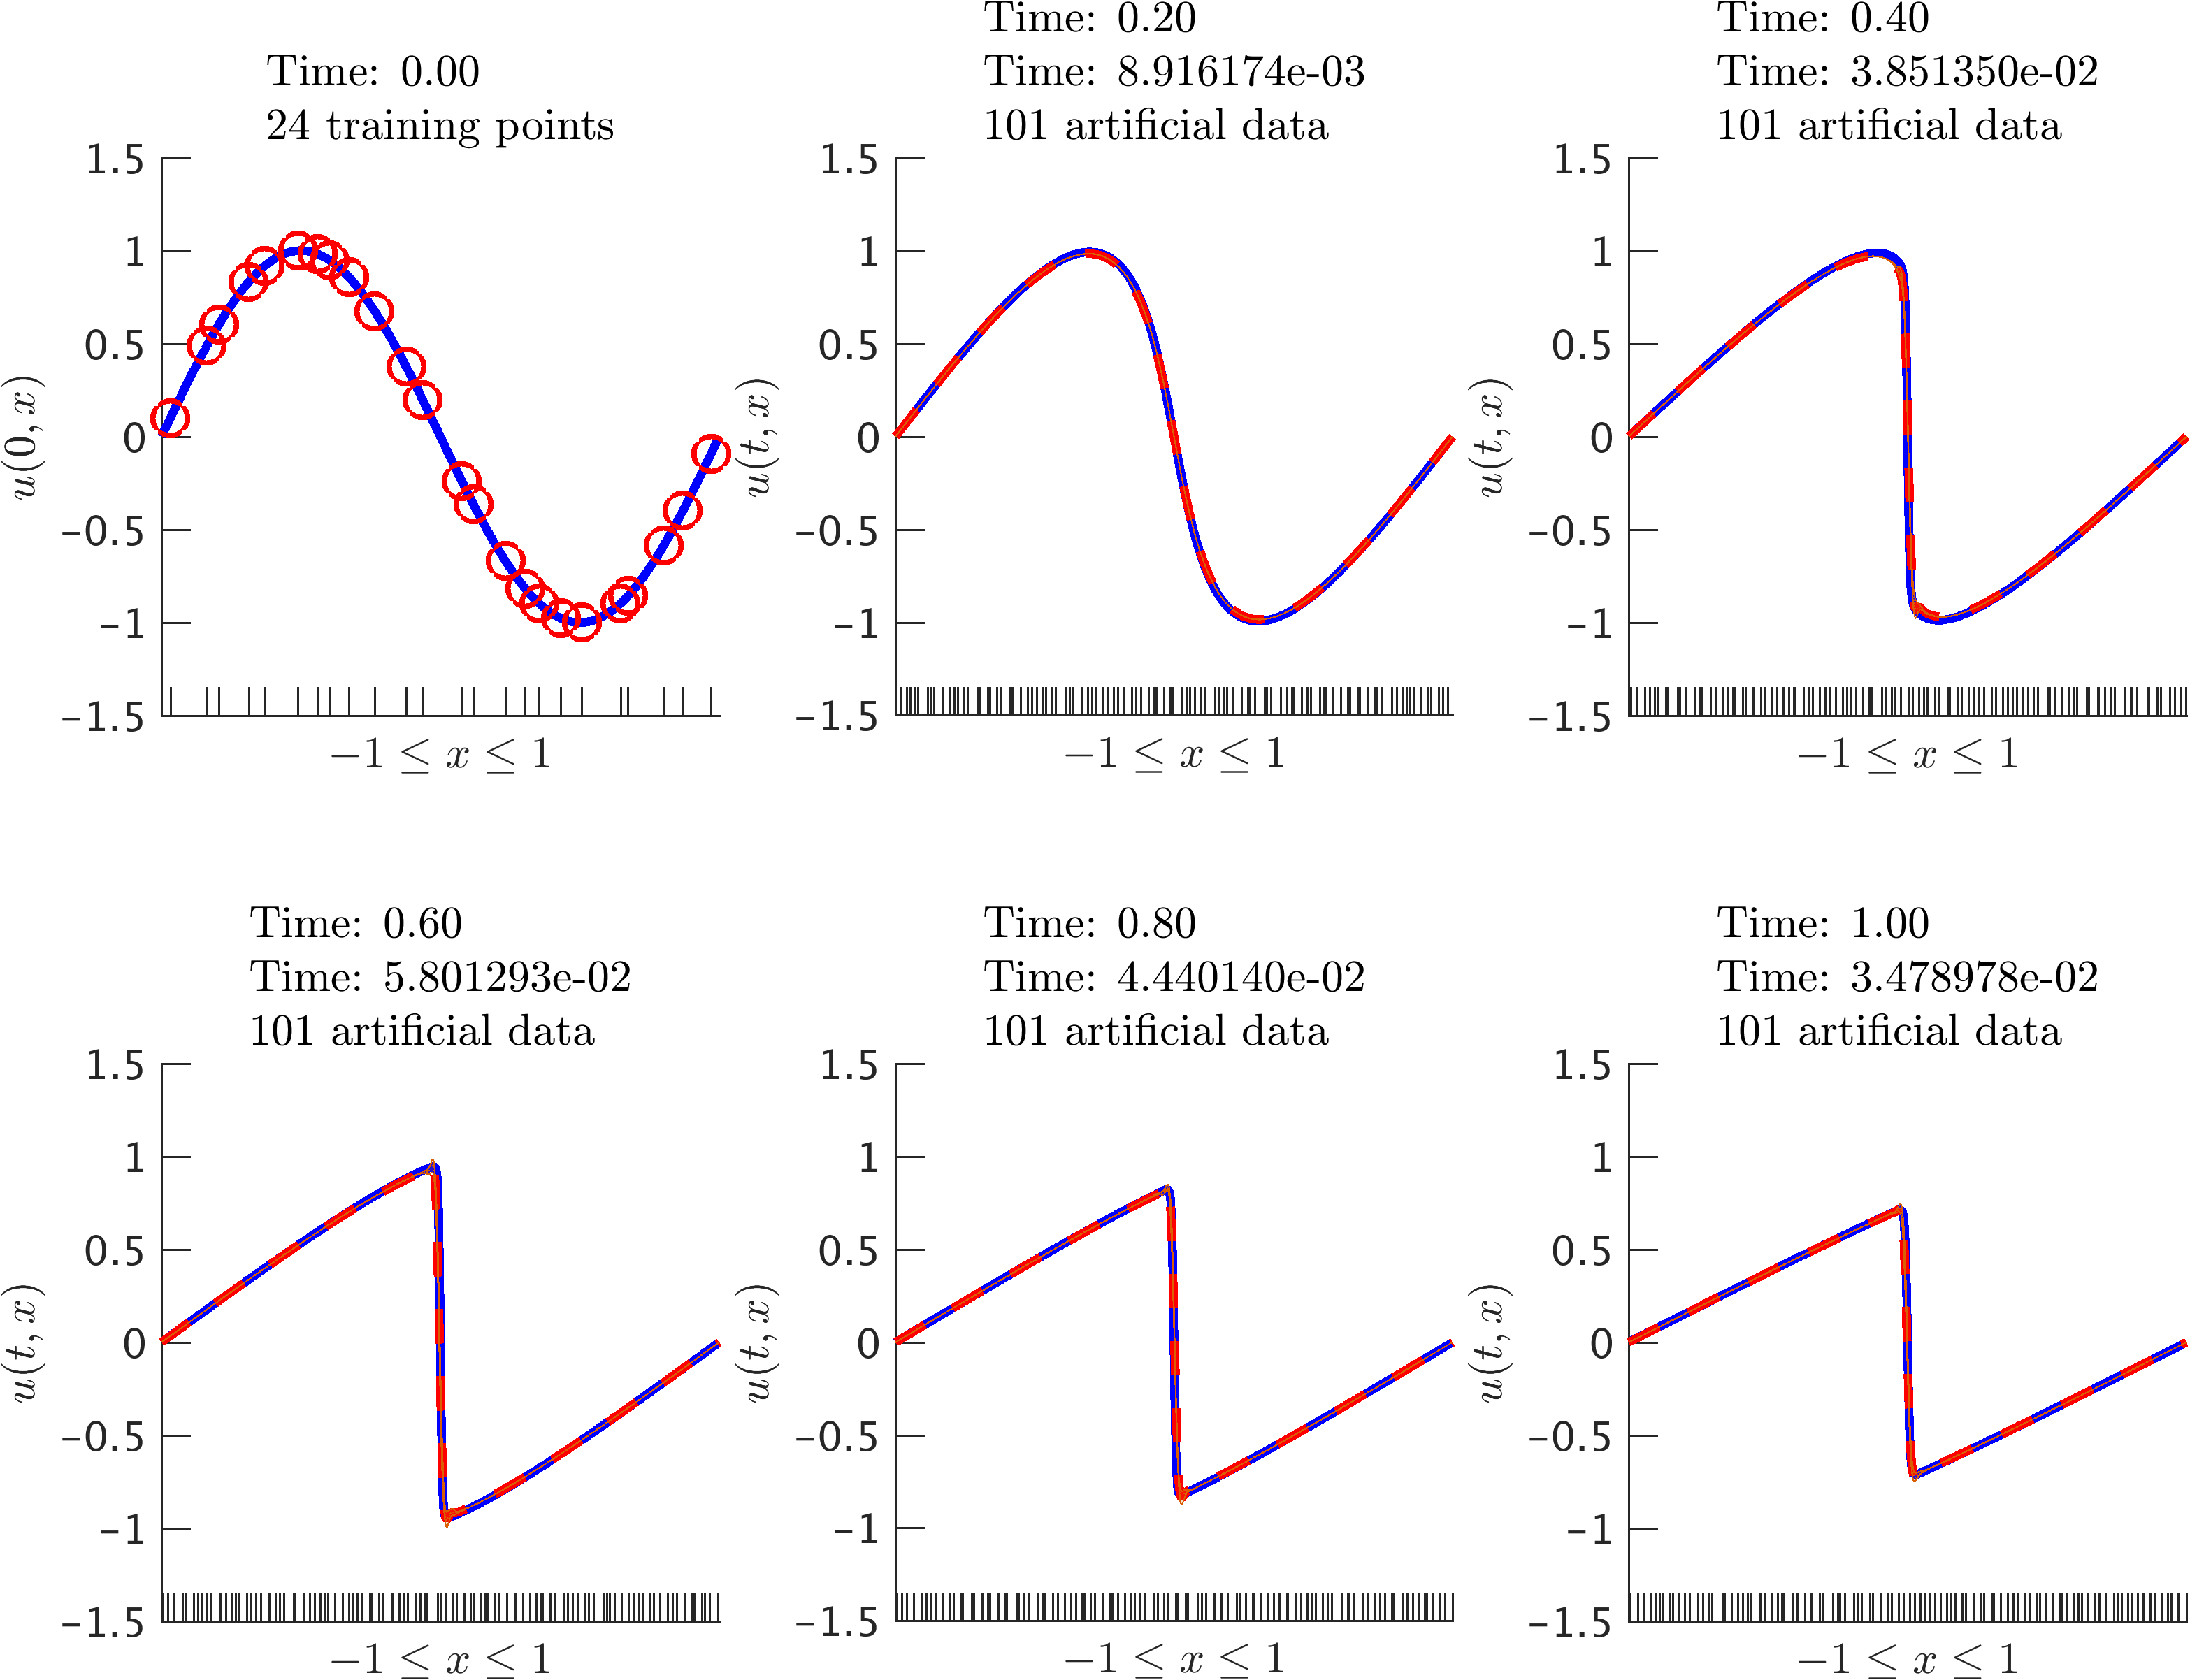 Time: 0.00
24 training points
1.5
1
0.5
0
-0.5
-1
-1.5
u(0, x)
−1 ≤ x ≤ 1
Time: 0.20
Time: 8.916174e-03
101 artificial data
1.5
1
0.5
0
-0.5
-1
-1.5
u(t, x)
−1 ≤ x ≤ 1
Time: 0.40
Time: 3.851350e-02
101 artificial data
1.5
1
0.5
0
-0.5
-1
-1.5
u(t, x)
−1 ≤ x ≤ 1
Time: 0.60
Time: 5.801293e-02
101 artificial data
1.5
1
0.5
0
-0.5
-1
-1.5
u(t, x)
−1 ≤ x ≤ 1
Time: 0.80
Time: 4.440140e-02
101 artificial data
1.5
1
0.5
0
-0.5
-1
-1.5
u(t, x)
−1 ≤ x ≤ 1
Time: 1.00
Time: 3.478978e-02
101 artificial data
1.5
1
0.5
0
-0.5
-1
-1.5
u(t, x)
−1 ≤ x ≤ 1